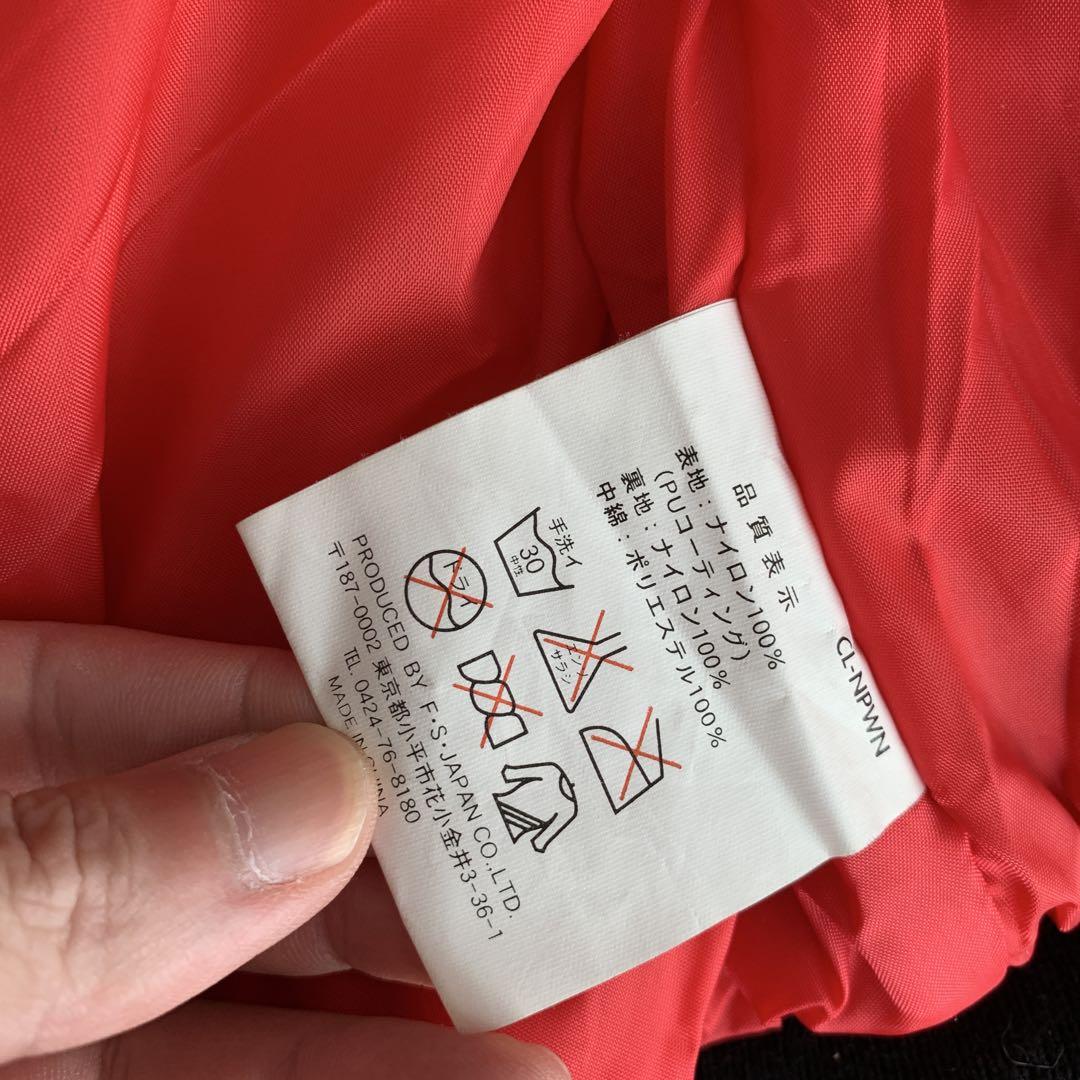 CL-NPWN
品質表示
表地：ナイロン100%
(PUコーティング)
裏地：ナイロン100%
中綿：ポリエステル100%
手洗イ
30
中性
エンソ
サラシ
ドライ
PRODUCED BY F・S・JAPAN CO.,LTD.
〒187-0002 東京都小平市花小金井3-36-1
TEL. 0424-76-8180
MADE IN CHINA